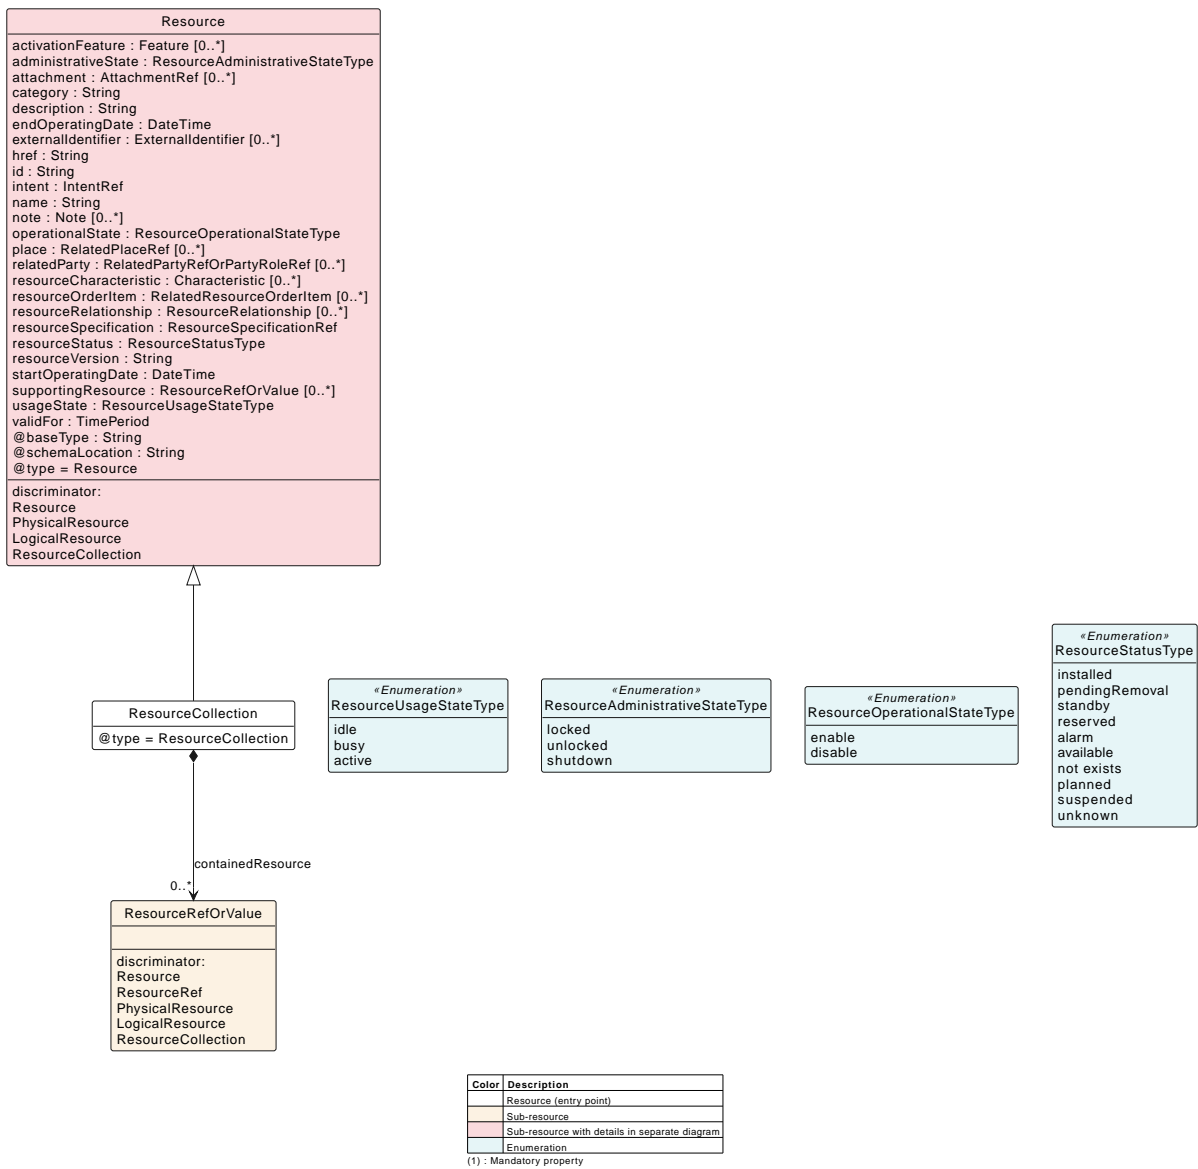 Resource
activationFeature : Feature [0..*]
administrativeState : ResourceAdministrativeStateType
attachment : AttachmentRef [0..*]
category : String
description : String
endOperatingDate : DateTime
externalIdentifier : ExternalIdentifier [0..*]
href : String
id : String
intent : IntentRef
name : String
note : Note [0..*]
operationalState : ResourceOperationalStateType
place : RelatedPlaceRef [0..*]
relatedParty : RelatedPartyRefOrPartyRoleRef [0..*]
resourceCharacteristic : Characteristic [0..*]
resourceOrderItem : RelatedResourceOrderItem [0..*]
resourceRelationship : ResourceRelationship [0..*]
resourceSpecification : ResourceSpecificationRef
resourceStatus : ResourceStatusType
resourceVersion : String
startOperatingDate : DateTime
supportingResource : ResourceRefOrValue [0..*]
usageState : ResourceUsageStateType
validFor : TimePeriod
@baseType : String
@schemaLocation : String
@type = Resource
discriminator:
Resource
PhysicalResource
LogicalResource
ResourceCollection
ResourceCollection
@type = ResourceCollection
«Enumeration»
ResourceUsageStateType
idle
busy
active
«Enumeration»
ResourceAdministrativeStateType
locked
unlocked
shutdown
«Enumeration»
ResourceOperationalStateType
enable
disable
«Enumeration»
ResourceStatusType
installed
pendingRemoval
standby
reserved
alarm
available
not exists
planned
suspended
unknown
containedResource
0..*
ResourceRefOrValue
discriminator:
Resource
ResourceRef
PhysicalResource
LogicalResource
ResourceCollection
Color Description
Resource (entry point)
Sub-resource
Sub-resource with details in separate diagram
Enumeration
(1) : Mandatory property